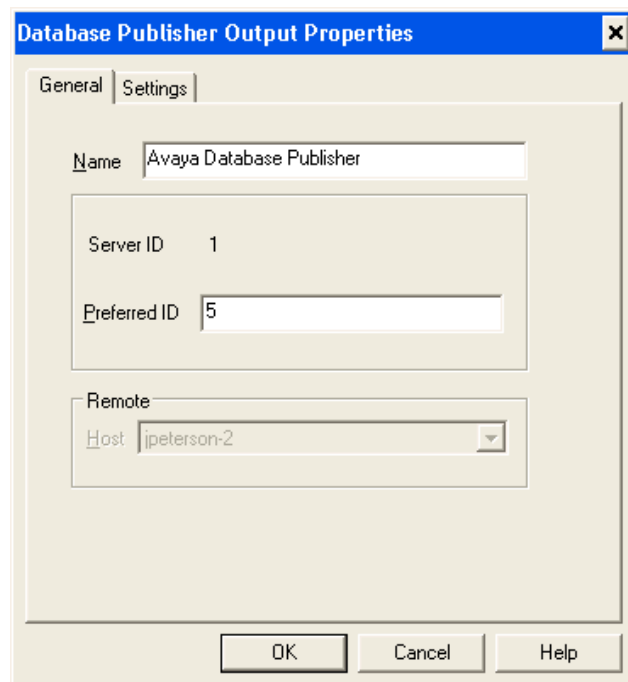 Database Publisher Output Properties
General Settings
Name Avaya Database Publisher
Server ID 1
Preferred ID 5
Remote
Host jpeterson-2
OK Cancel Help